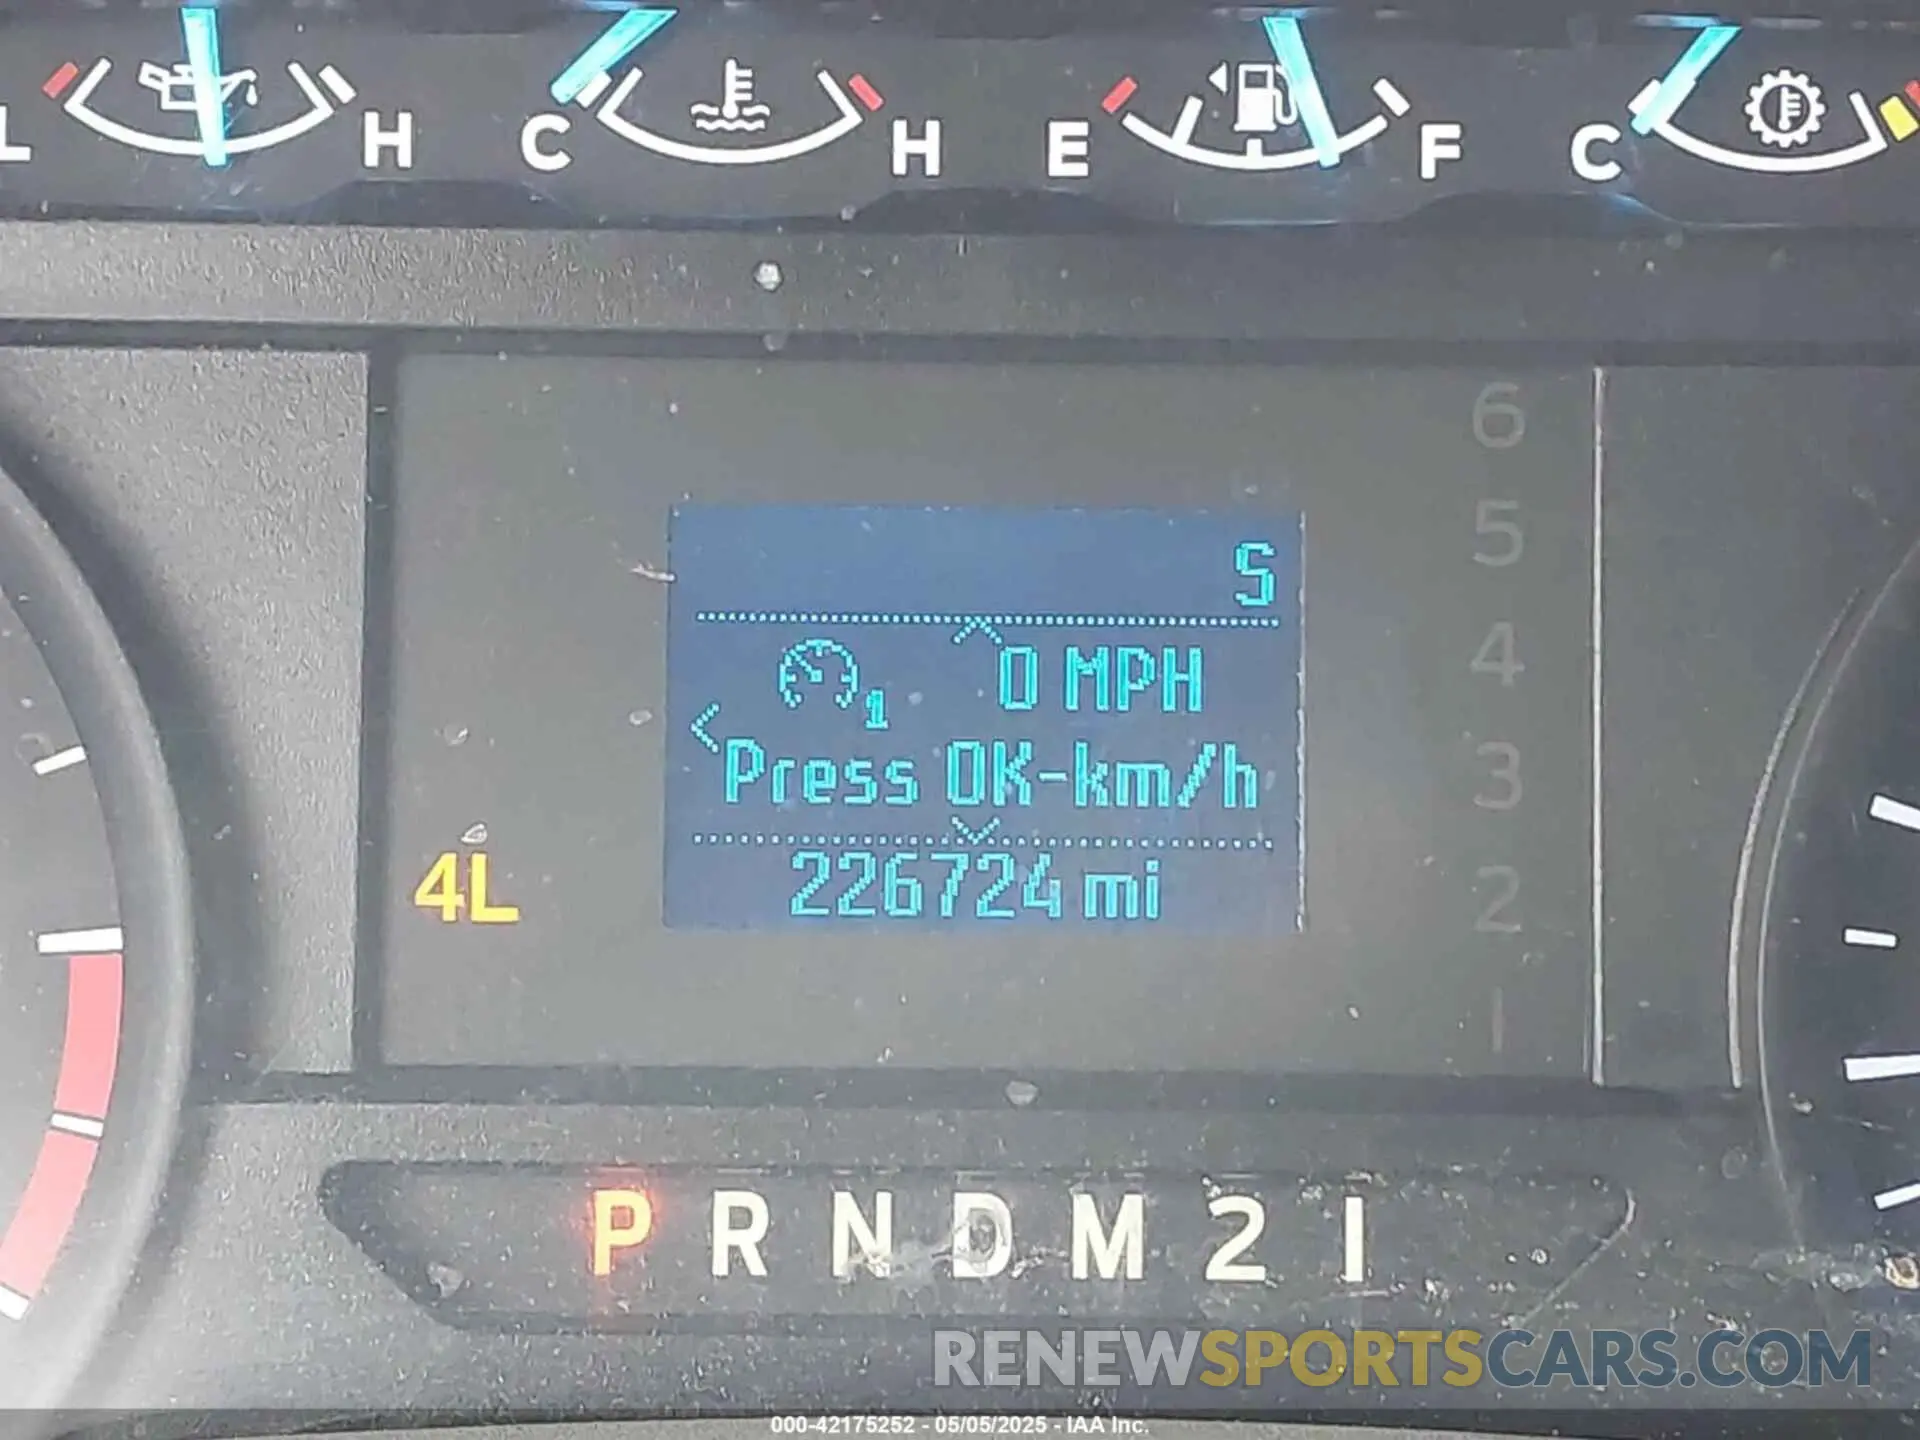 L H C H E F C
6
5
S
0 MPH
4
1
Press OK-km/h
3
226724 mi
4L
2
1
P R N D M 2 1
RENEWSPORTSCARS.COM
000-42175252 - 05/05/2025 - IAA Inc.